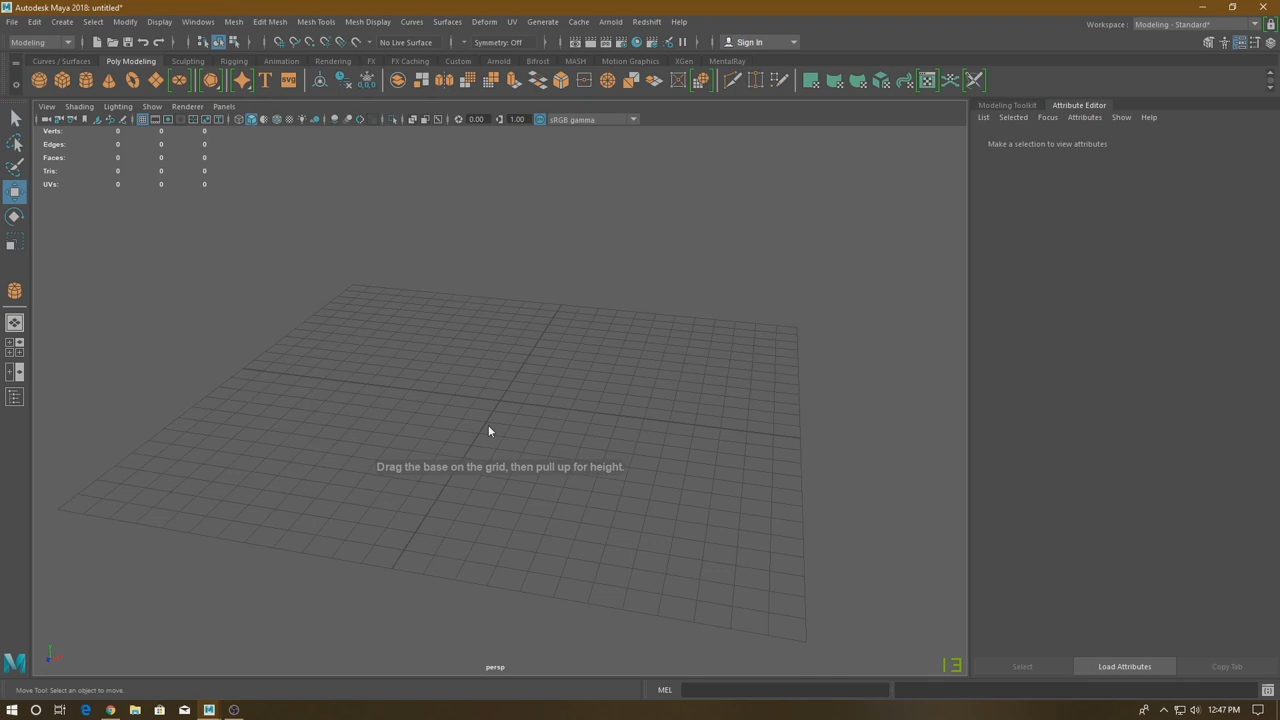 Autodesk Maya 2018: untitled*
File Edit Create Select Modify Display Windows Mesh Edit Mesh Mesh Tools Mesh Display Curves Surfaces Deform UV Generate Cache Arnold Redshift Help
Workspace : Modeling - Standard*
Modeling No Live Surface Symmetry: Off Sign In
Curves / Surfaces Poly Modeling Sculpting Rigging Animation Rendering FX FX Caching Custom Arnold Bifrost MASH Motion Graphics XGen MentalRay
T SVG 0,0,0
View Shading Lighting Show Renderer Panels
Modeling Toolkit Attribute Editor
List Selected Focus Attributes Show Help
0.00 1.00 sRGB gamma
Verts: 0 0 0
Edges: 0 0 0
Faces: 0 0 0
Tris: 0 0 0
UVs: 0 0 0
Make a selection to view attributes
Drag the base on the grid, then pull up for height.
persp
13
Select Load Attributes Copy Tab
Move Tool: Select an object to move.
MEL
12:47 PM